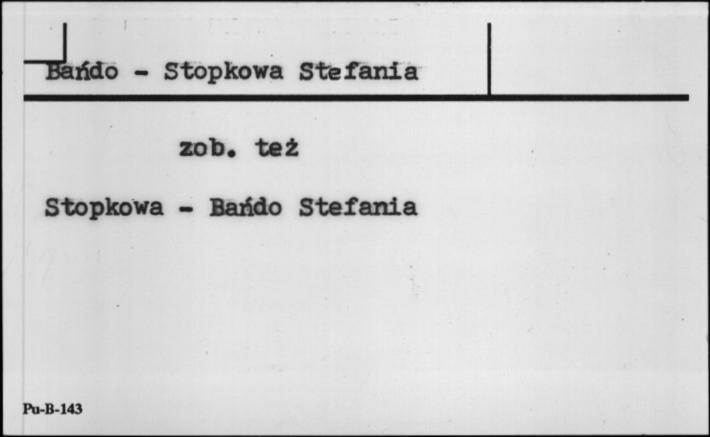 Bańdo - Stopkowa Stefania
zob. też
Stopkowa - Bańdo Stefania
Pu-B-143